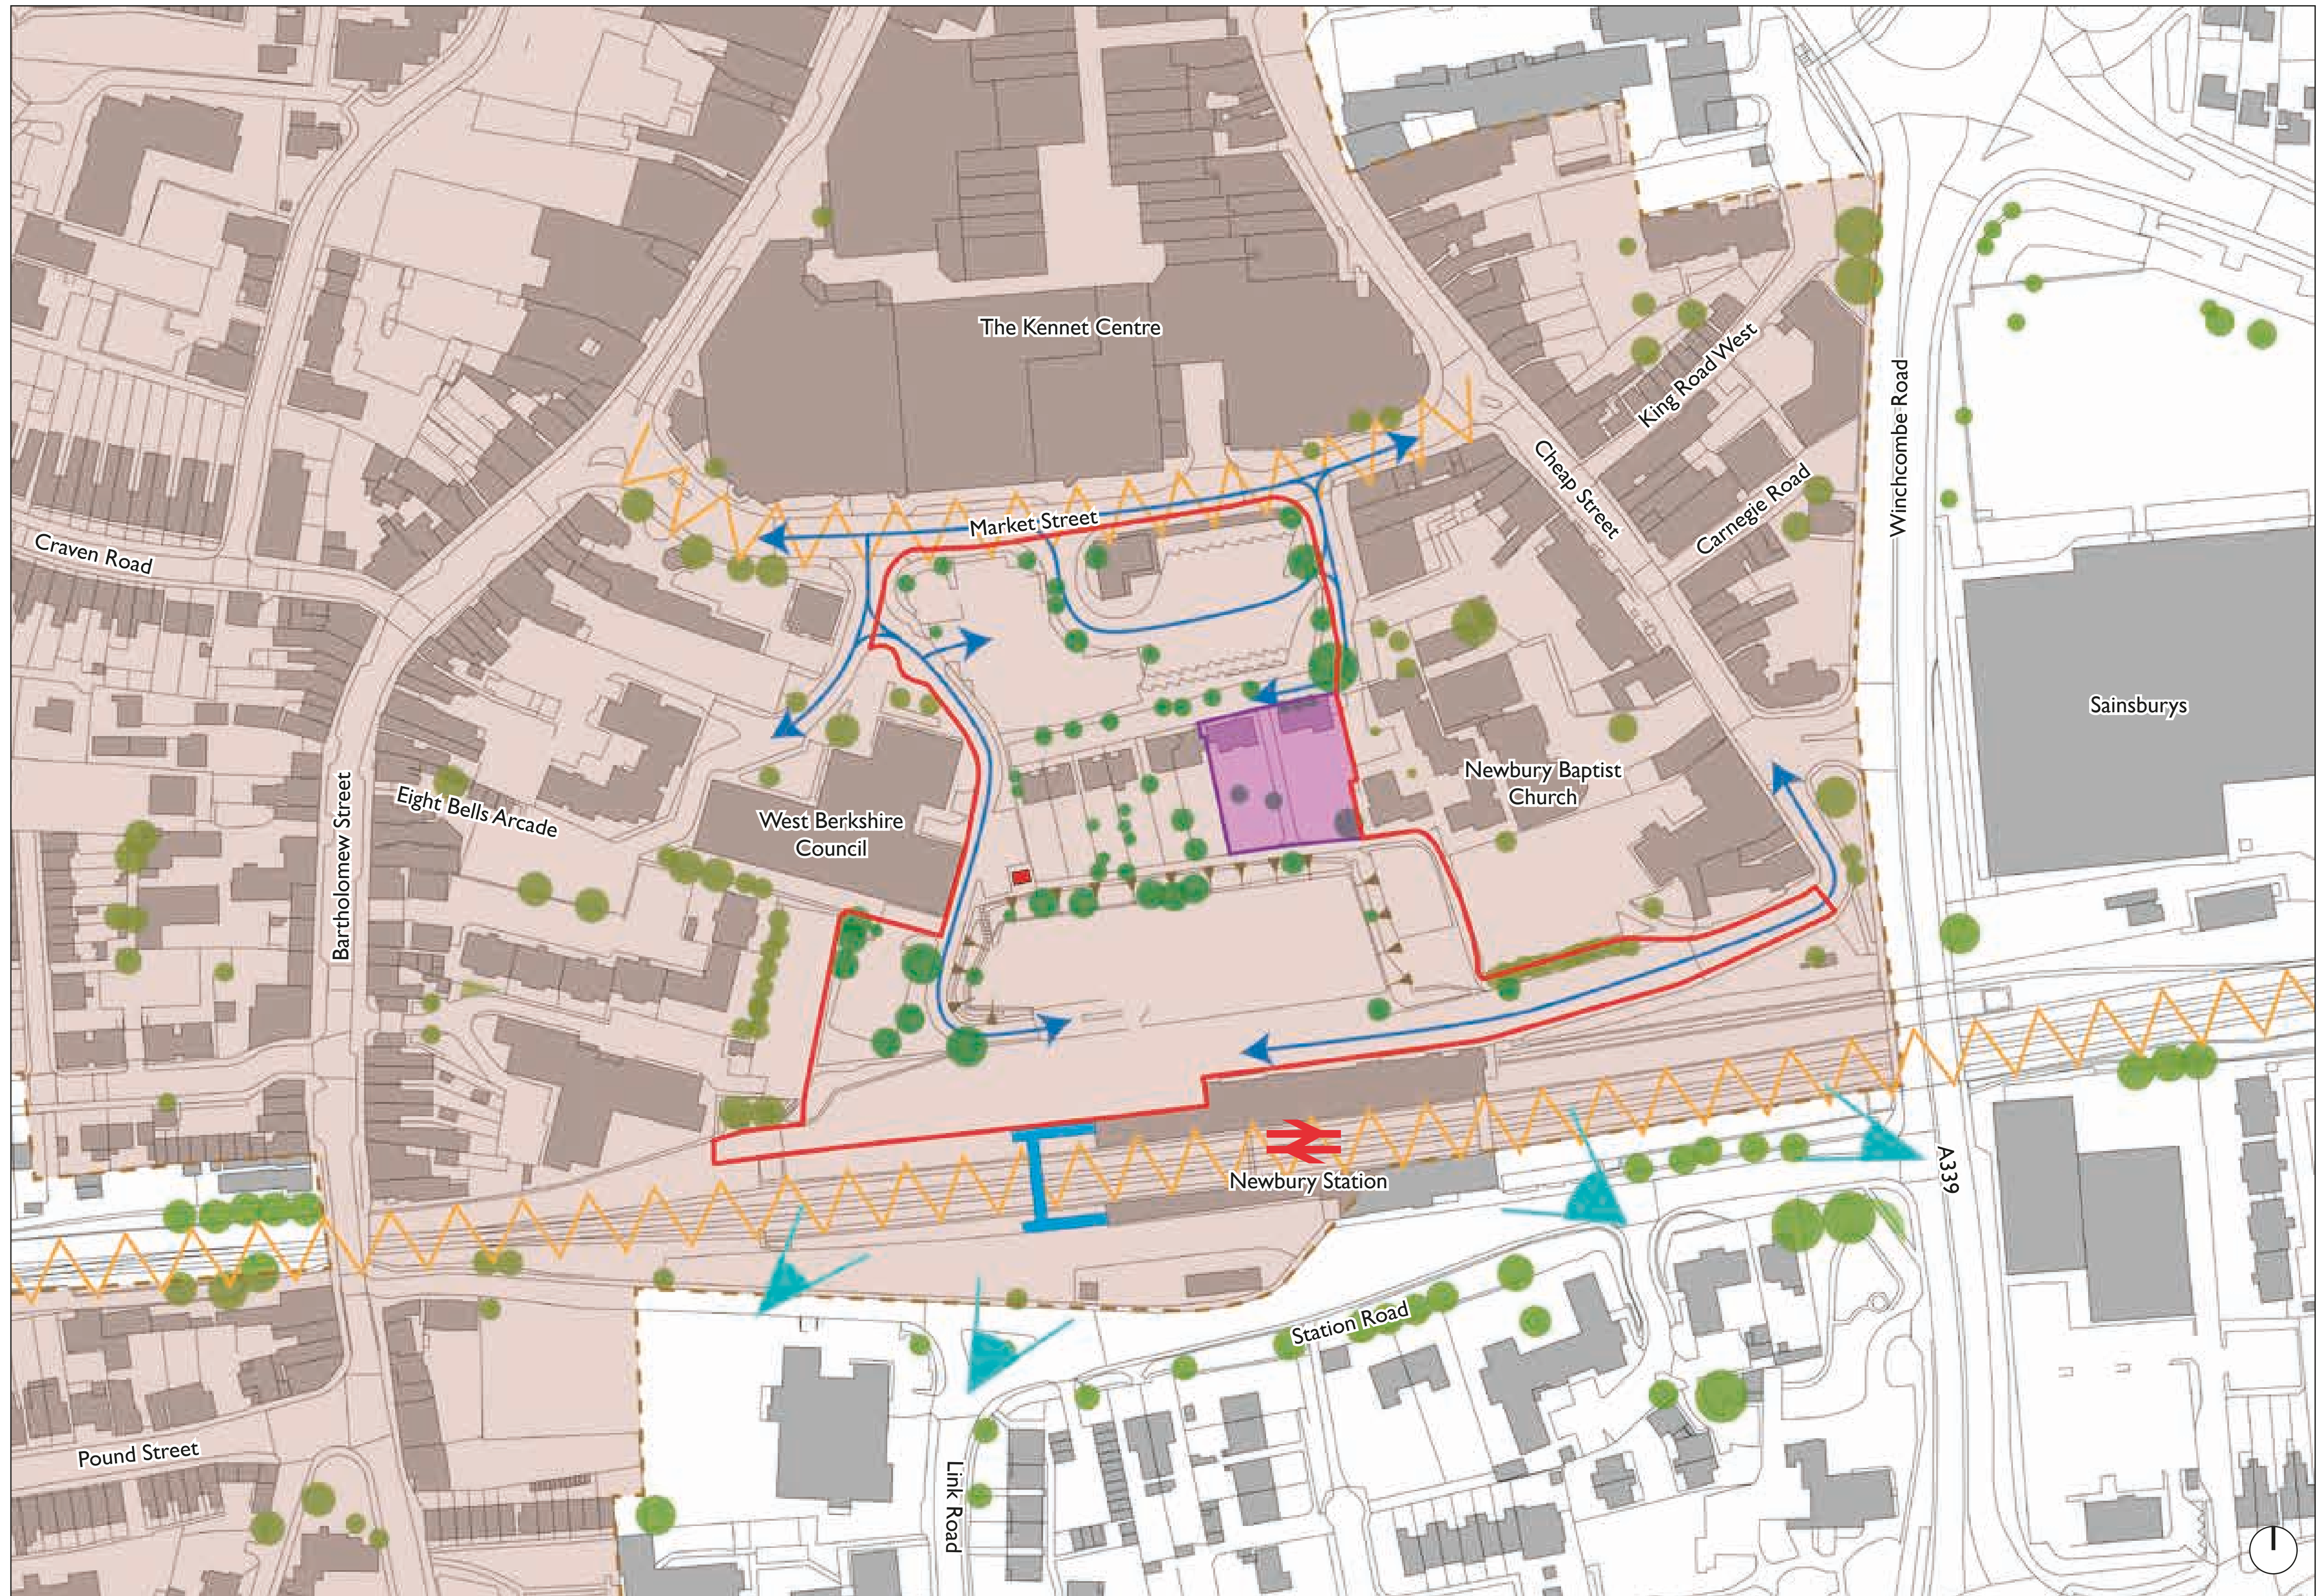 The Kennet Centre
King Road West
Winchcombe Road
Cheap Street
Market Street
Carnegie Road
Craven Road
Sainsburys
Newbury Baptist
Church
West Berkshire
Council
Eight Bells Arcade
Bartholomew Street
Newbury Station
A339
Station Road
Pound Street
Link Road